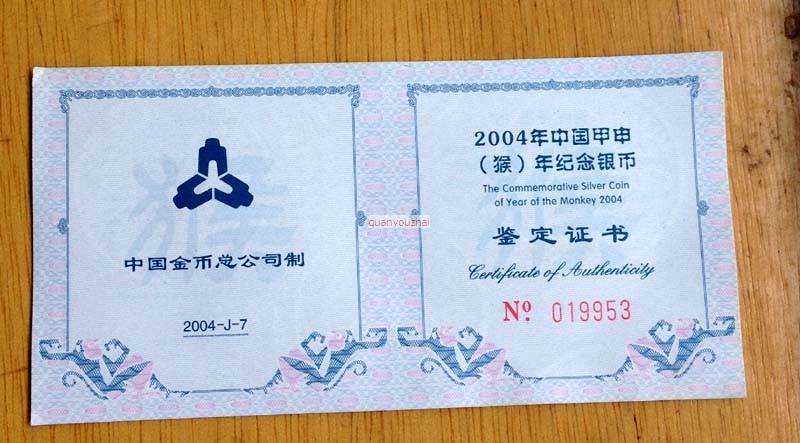 中国金币总公司制
2004-J-7
2004年中国甲申
(猴)年纪念银币
The Commemorative Silver Coin
of Year of the Monkey 2004
鉴定证书
Certificate of Authenticity
Nº. 019953
quanyouzhai